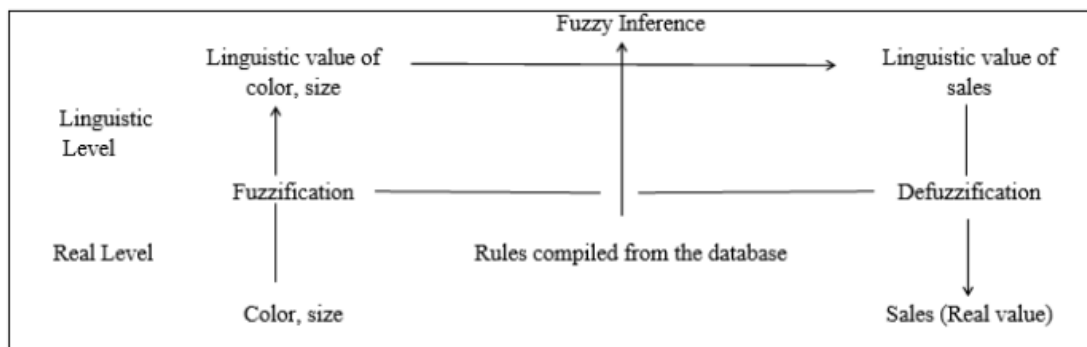 Fuzzy Inference
Linguistic value of
color, size
Linguistic value of
sales
Linguistic
Level
Fuzzification
Defuzzification
Real Level
Rules compiled from the database
Color, size
Sales (Real value)